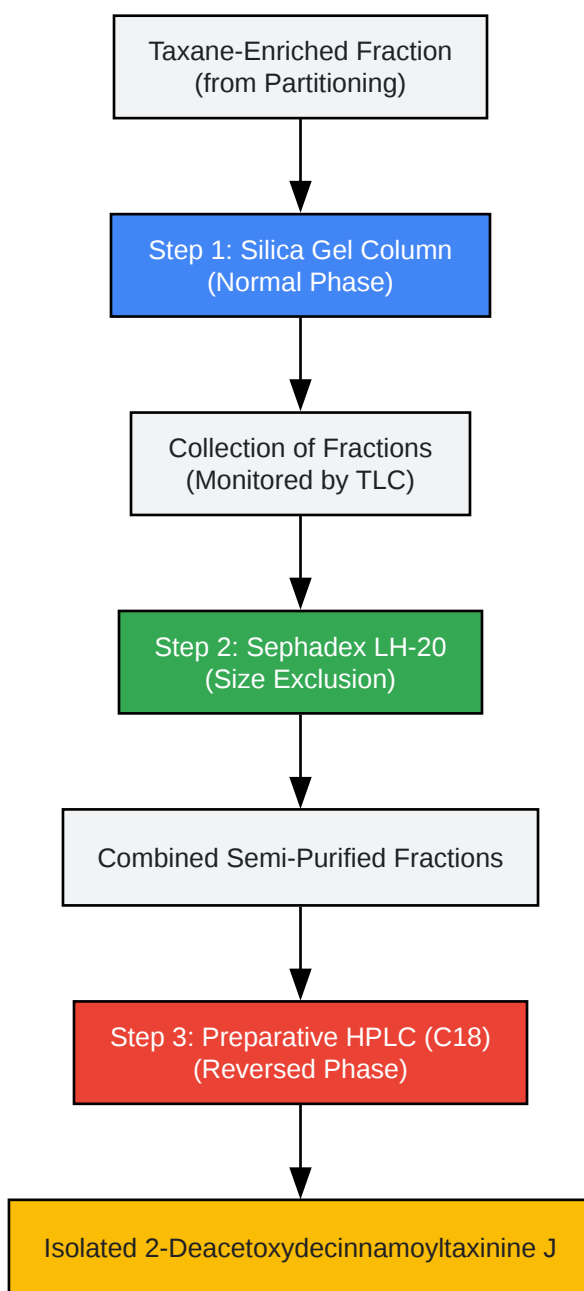 Taxane-Enriched Fraction
(from Partitioning)
Step 1: Silica Gel Column
(Normal Phase)
Collection of Fractions
(Monitored by TLC)
Step 2: Sephadex LH-20
(Size Exclusion)
Combined Semi-Purified Fractions
Step 3: Preparative HPLC (C18)
(Reversed Phase)
Isolated 2-Deacetoxydecinnamoyltaxinine J